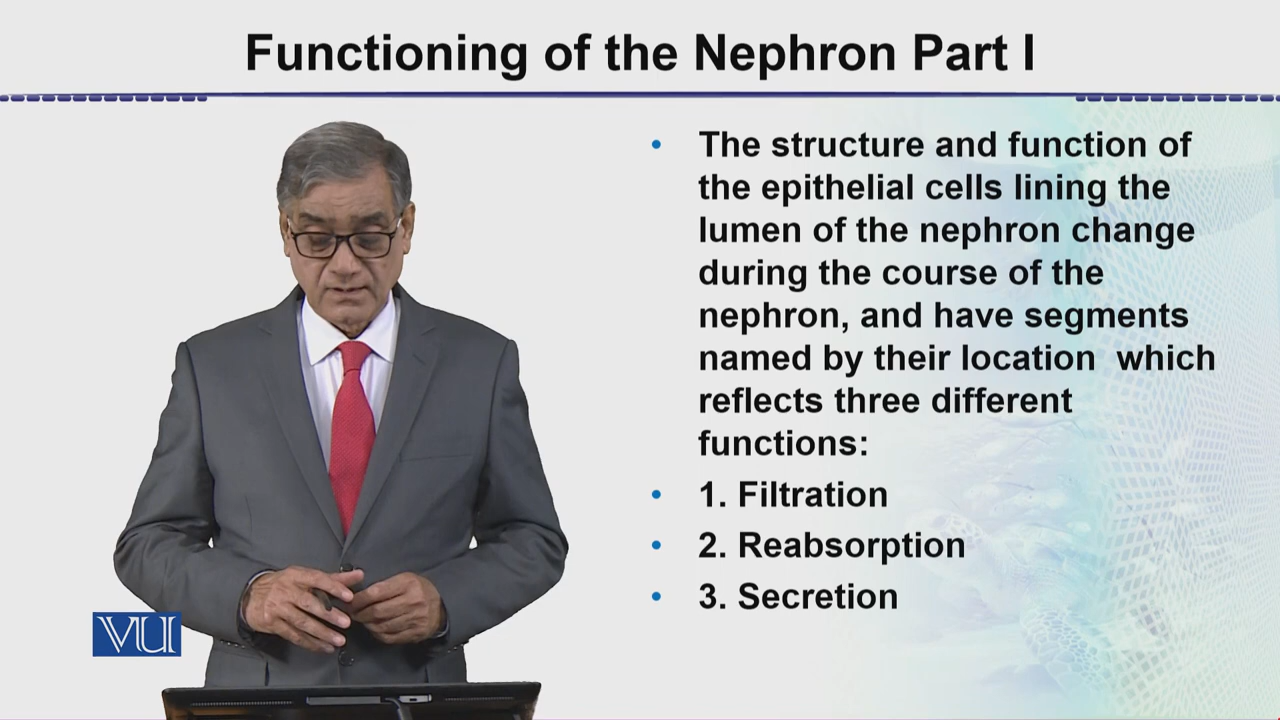 Functioning of the Nephron Part I
• The structure and function of
the epithelial cells lining the
lumen of the nephron change
during the course of the
nephron, and have segments
named by their location  which
reflects three different
functions:
• 1. Filtration
• 2. Reabsorption
• 3. Secretion
VU